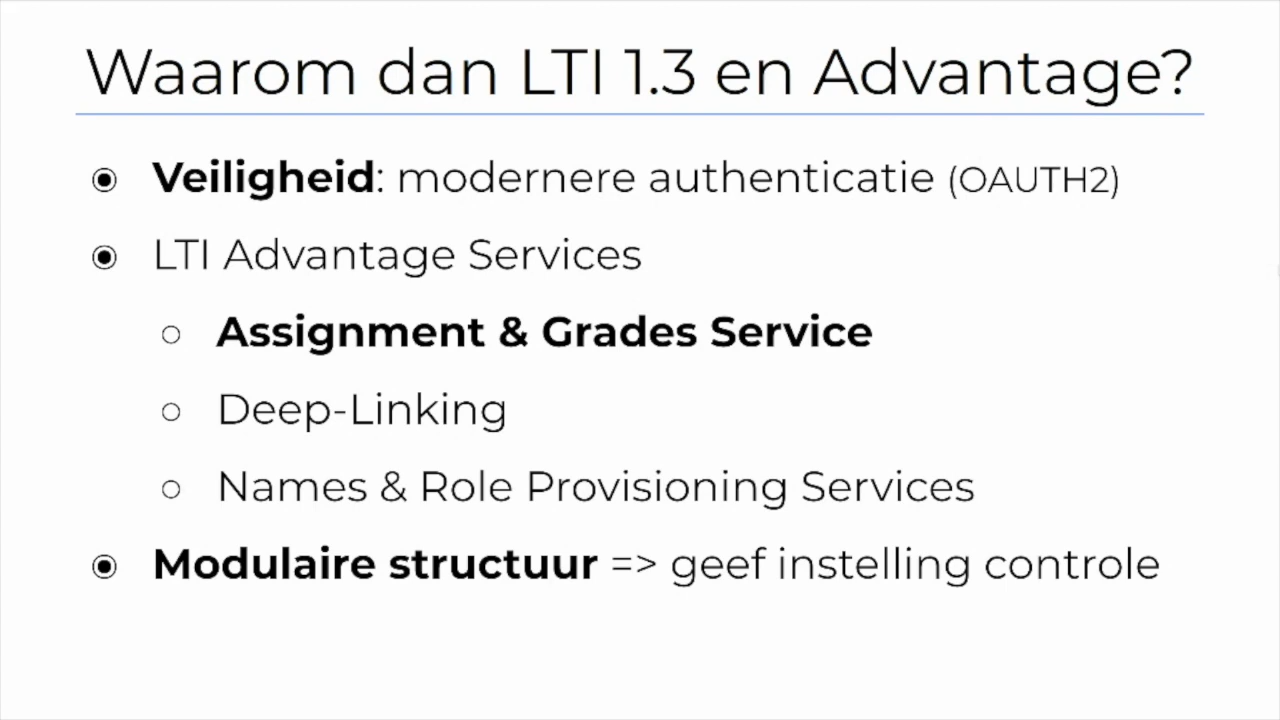 Waarom dan LTI 1.3 en Advantage?
Veiligheid: modernere authenticatie (OAUTH2)
LTI Advantage Services
Assignment & Grades Service
Deep-Linking
Names & Role Provisioning Services
Modulaire structuur => geef instelling controle